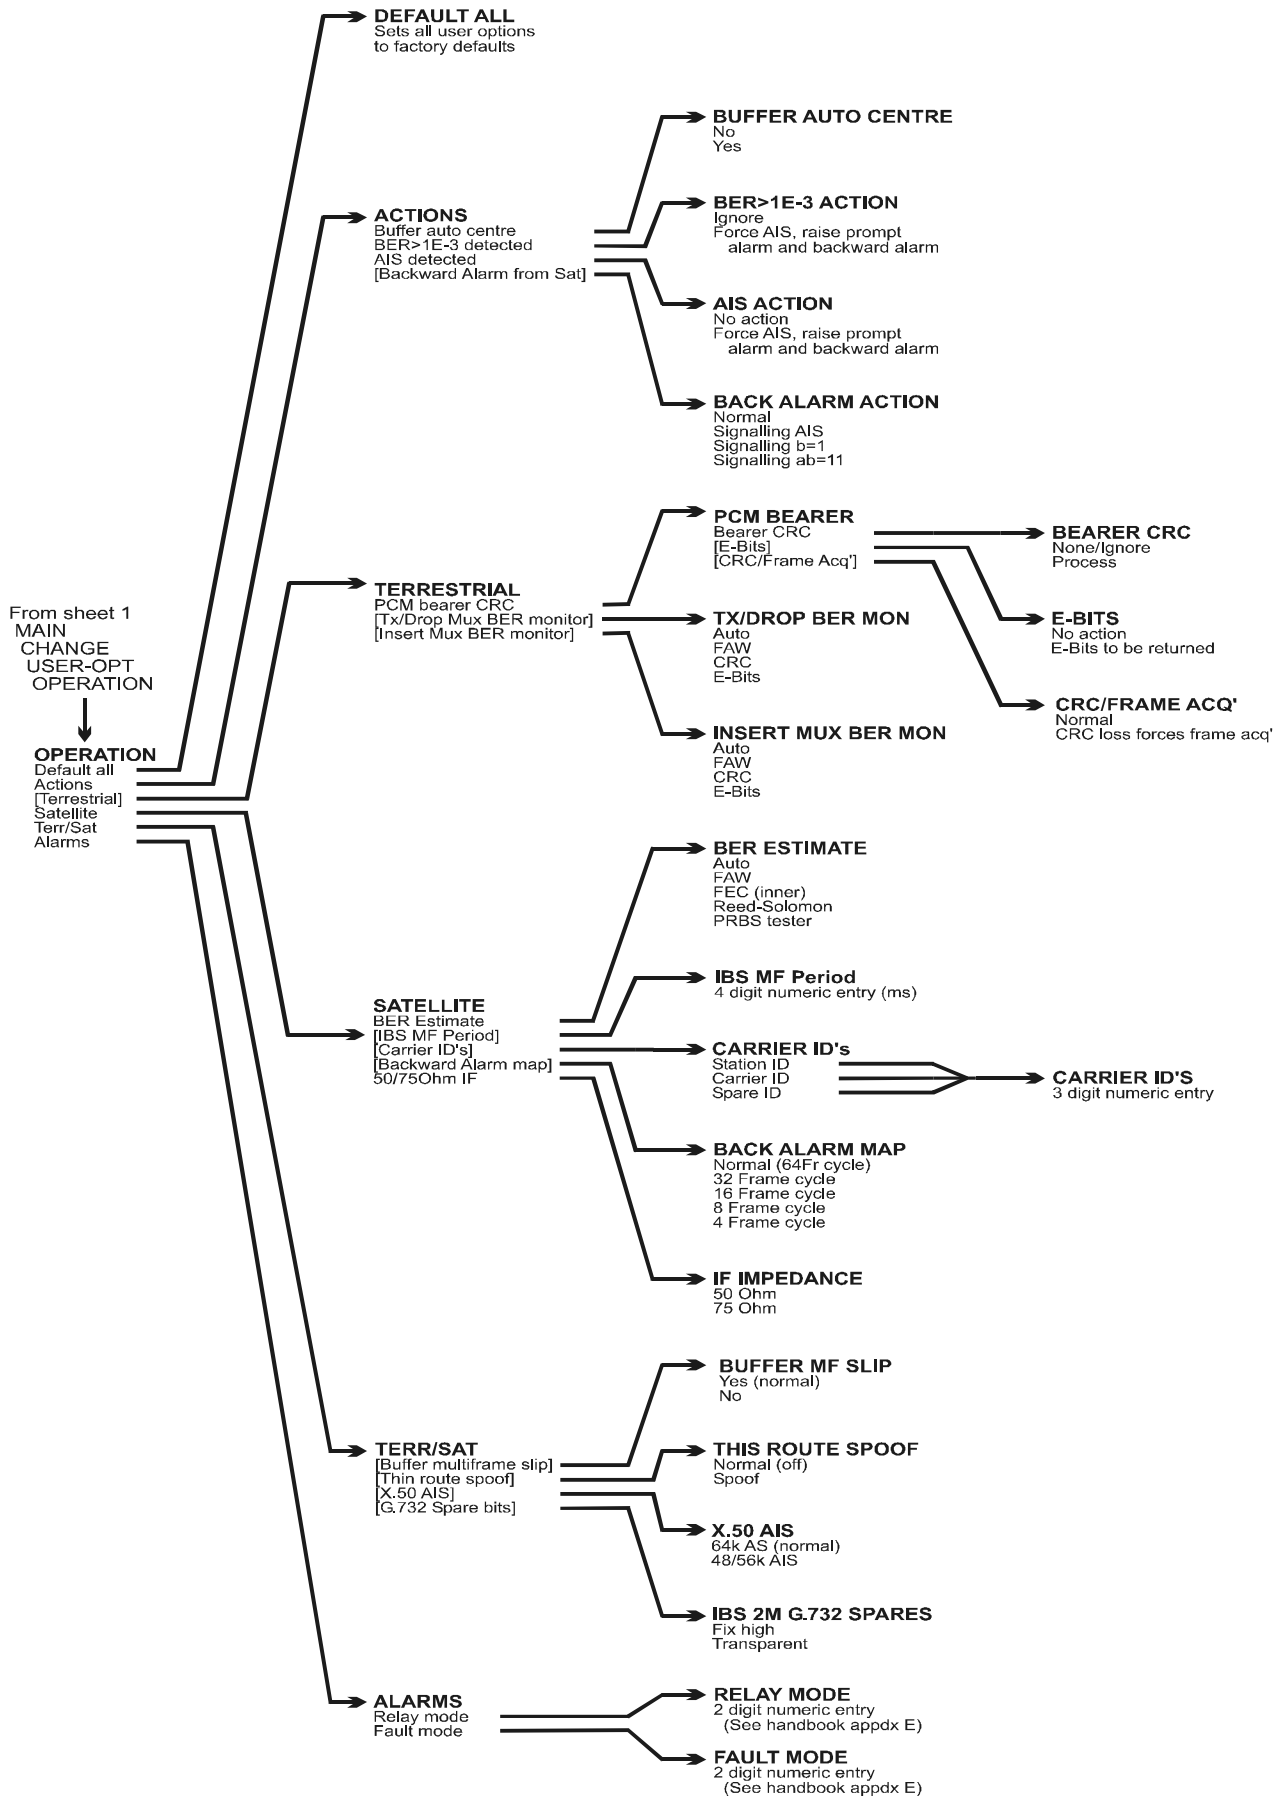 DEFAULT ALL
Sets all user options
to factory defaults
BUFFER AUTO CENTRE
No
Yes
BER>1E-3 ACTION
Ignore
Force AIS, raise prompt
alarm and backward alarm
ACTIONS
Buffer auto centre
BER>1E-3 detected
AIS detected
[Backward Alarm from Sat]
AIS ACTION
No action
Force AIS, raise prompt
alarm and backward alarm
BACK ALARM ACTION
Normal
Signalling AIS
Signalling b=1
Signalling ab=11
PCM BEARER
Bearer CRC
[E-Bits]
[CRC/Frame Acq']
BEARER CRC
None/Ignore
Process
TERRESTRIAL
PCM bearer CRC
[Tx/Drop Mux BER monitor]
[Insert Mux BER monitor]
TX/DROP BER MON
Auto
FAW
CRC
E-Bits
E-BITS
No action
E-Bits to be returned
CRC/FRAME ACQ'
Normal
CRC loss forces frame acq'
INSERT MUX BER MON
Auto
FAW
CRC
E-Bits
From sheet 1
MAIN
CHANGE
USER-OPT
OPERATION
OPERATION
Default all
Actions
[Terrestrial]
Satellite
Terr/Sat
Alarms
BER ESTIMATE
Auto
FAW
FEC (inner)
Reed-Solomon
PRBS tester
IBS MF Period
4 digit numeric entry (ms)
SATELLITE
BER Estimate
[IBS MF Period]
[Carrier ID's]
[Backward Alarm map]
50/75Ohm IF
CARRIER ID's
Station ID
Carrier ID
Spare ID
CARRIER ID'S
3 digit numeric entry
BACK ALARM MAP
Normal (64Fr cycle)
32 Frame cycle
16 Frame cycle
8 Frame cycle
4 Frame cycle
IF IMPEDANCE
50 Ohm
75 Ohm
BUFFER MF SLIP
Yes (normal)
No
TERR/SAT
[Buffer multiframe slip]
[Thin route spoof]
[X.50 AIS]
[G.732 Spare bits]
THIS ROUTE SPOOF
Normal (off)
Spoof
X.50 AIS
64k AS (normal)
48/56k AIS
IBS 2M G.732 SPARES
Fix high
Transparent
ALARMS
Relay mode
Fault mode
RELAY MODE
2 digit numeric entry
(See handbook appdx E)
FAULT MODE
2 digit numeric entry
(See handbook appdx E)